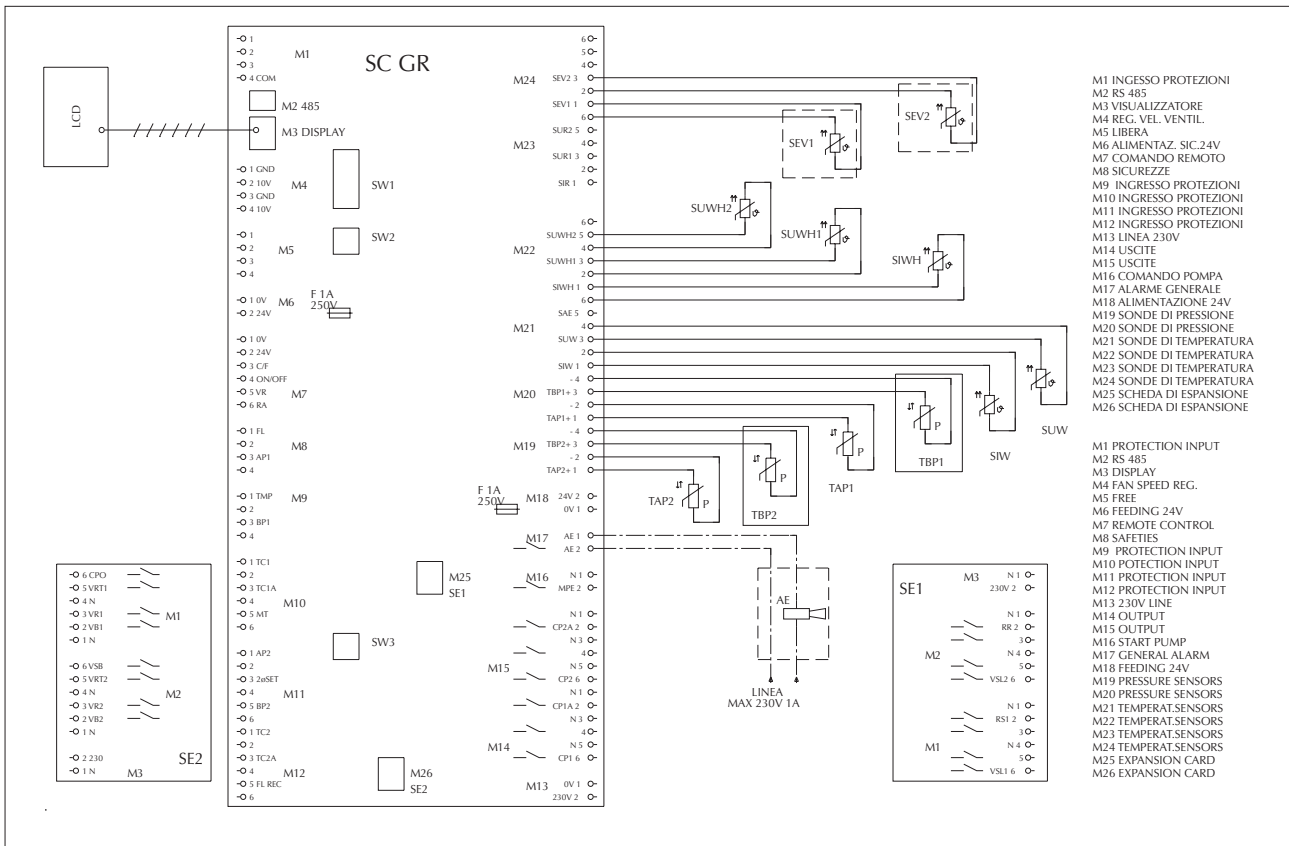 LCD
SC GR
1
2
3
4 COM
M1
M2 485
M3 DISPLAY
1 GND
2 10V
3 GND
4 10V
M4
SW1
1
2
3
4
M5
SW2
1 0V
2 24V
M6
F 1A
250V
1 0V
2 24V
3 C/F
4 ON/OFF
5 VR
6 RA
M7
1 FL
2
3 AP1
4
M8
1 TMP
2
3 BP1
4
M9
1 TC1
2
3 TC1A
4
5 MT
6
M10
1 AP2
2
3 2øSET
4
5 BP2
6
M11
1 TC2
2
3 TC2A
4
5 FL REC
6
M12
M25
SE1
SW3
M26
SE2
6
5
4
M24
SEV2 3
2
SEV1 1
6
SUR2 5
M23
4
SUR1 3
2
SIR 1
6
SUWH2 5
4
M22
SUWH1 3
2
SIWH 1
6
SAE 5
M21
4
SUW 3
2
SIW 1
- 4
M20
TBP1+ 3
- 2
TAP1+ 1
- 4
M19
TBP2+ 3
- 2
TAP2+ 1
F 1A
250V
M18
24V 2
0V 1
M17
AE 1
AE 2
M16
N 1
MPE 2
N 1
CP2A 2
N 3
4
M15
N 5
CP2 6
N 1
CP1A 2
N 3
4
M14
N 5
CP1 6
M13
0V 1
230V 2
SEV1
SEV2
SUWH2
SUWH1
SIWH
SUW
SIW
TBP1
P
TAP1
P
TBP2
P
TAP2
P
AE
LINEA
MAX 230V 1A
6 CPO
5 VRT1
4 N
3 VR1
2 VB1
1 N
M1
6 VSB
5 VRT2
4 N
3 VR2
2 VB2
1 N
M2
2 230
1 N
M3
SE2
SE1
M3
N 1
230V 2
N 1
RR 2
3
M2
N 4
5
VSL2 6
N 1
RS1 2
3
M1
N 4
5
VSL1 6
M1 INGESSO PROTEZIONI
M2 RS 485
M3 VISUALIZZATORE
M4 REG. VEL. VENTIL.
M5 LIBERA
M6 ALIMENTAZ. SIC.24V
M7 COMANDO REMOTO
M8 SICUREZZE
M9 INGRESSO PROTEZIONI
M10 INGRESSO PROTEZIONI
M11 INGRESSO PROTEZIONI
M12 INGRESSO PROTEZIONI
M13 LINEA 230V
M14 USCITE
M15 USCITE
M16 COMANDO POMPA
M17 ALARME GENERALE
M18 ALIMENTAZIONE 24V
M19 SONDE DI PRESSIONE
M20 SONDE DI PRESSIONE
M21 SONDE DI TEMPERATURA
M22 SONDE DI TEMPERATURA
M23 SONDE DI TEMPERATURA
M24 SONDE DI TEMPERATURA
M25 SCHEDA DI ESPANSIONE
M26 SCHEDA DI ESPANSIONE
M1 PROTECTION INPUT
M2 RS 485
M3 DISPLAY
M4 FAN SPEED REG.
M5 FREE
M6 FEEDING 24V
M7 REMOTE CONTROL
M8 SAFETIES
M9 PROTECTION INPUT
M10 POTECTION INPUT
M11 PROTECTION INPUT
M12 PROTECTION INPUT
M13 230V LINE
M14 OUTPUT
M15 OUTPUT
M16 START PUMP
M17 GENERAL ALARM
M18 FEEDING 24V
M19 PRESSURE SENSORS
M20 PRESSURE SENSORS
M21 TEMPERAT.SENSORS
M22 TEMPERAT.SENSORS
M23 TEMPERAT.SENSORS
M24 TEMPERAT.SENSORS
M25 EXPANSION CARD
M26 EXPANSION CARD